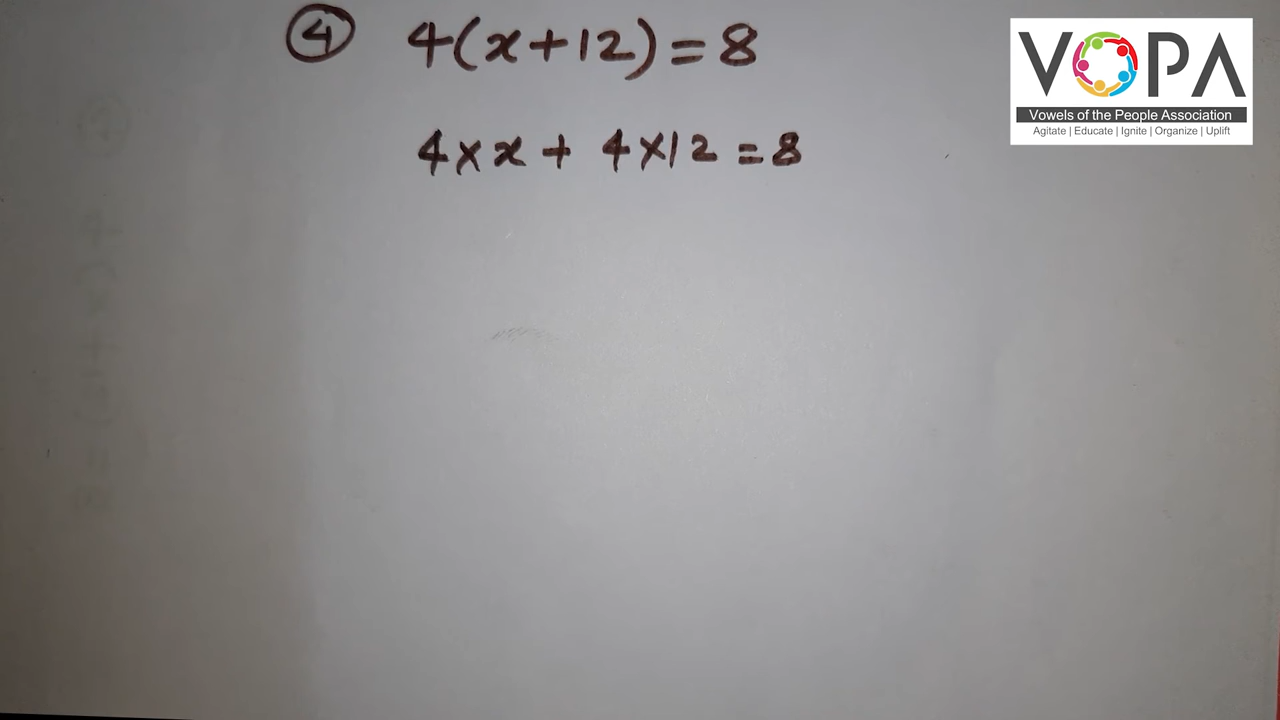 ④ 4(x+12)=8
4×x + 4×12 =8
VOPA
Vowels of the People Association
Agitate | Educate | Ignite | Organize | Uplift